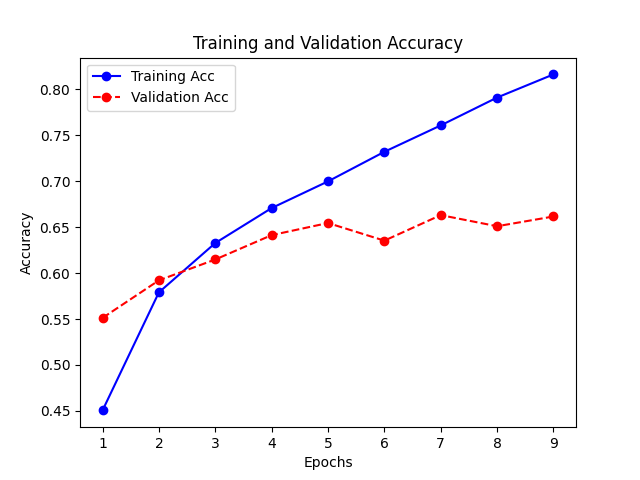 Training and Validation Accuracy
Training Acc
Validation Acc
0.80
0.75
0.70
0.65
0.60
0.55
0.50
0.45
Accuracy
1 2 3 4 5 6 7 8 9
Epochs